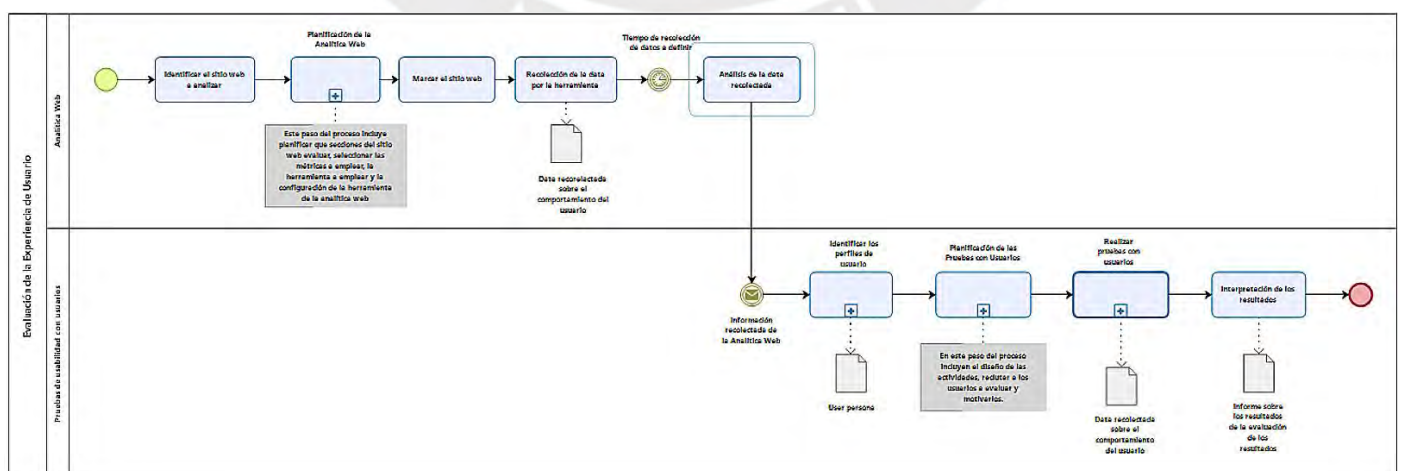 Evaluación de la Experiencia de Usuario
Analítica Web
Identificar el sitio web
a analizar
Planificación de la
Analítica Web
Este paso del proceso incluye
planificar que secciones del sitio
web evaluar, seleccionar las
métricas a emplear, la
herramienta a emplear y la
configuración de la herramienta
de la analítica web
Marcar el sitio web
Recolección de la data
por la herramienta
Data recorelactada
sobre el
comportamiento del
usuario
Tiempo de recolección
de datos a definir
Análisis de la data
recolectada
Pruebas de usabilidad con usuarios
Información
recolectada de
la Analítica Web
Identificar los
perfiles de
usuario
User persona
Planificación de las
Pruebas con Usuarios
En este paso del proceso
incluyen el diseño de las
actividades, reclutar a los
usuarios a evaluar y
motivarlos.
Realizar
pruebas con
usuarios
Data recolectada
sobre el
comportamiento
del usuario
Interpretación de los
resultados
Informe sobre
los resultados
de la evaluación
de los
resultados